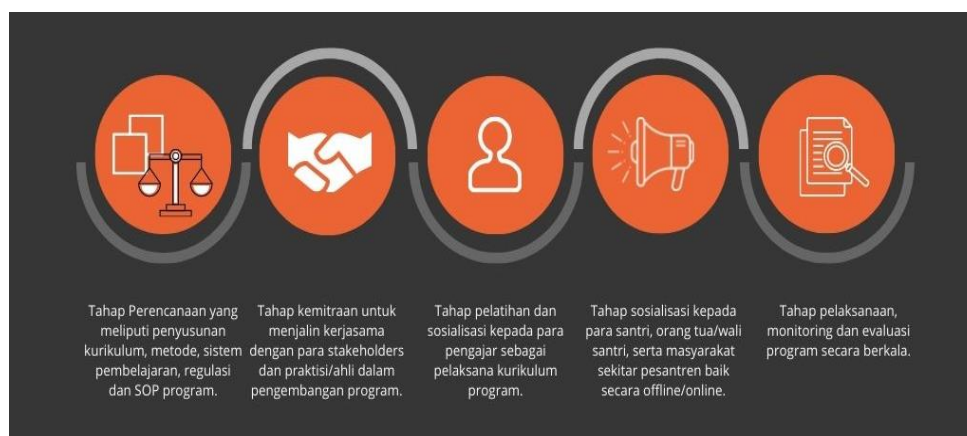 Tahap Perencanaan yang
meliputi penyusunan
kurikulum, metode, sistem
pembelajaran, regulasi
dan SOP program.
Tahap kemitraan untuk
menjalin kerjasama
dengan para stakeholders
dan praktisi/ahli dalam
pengembangan program.
Tahap pelatihan dan
sosialisasi kepada para
pengajar sebagai
pelaksana kurikulum
program.
Tahap sosialisasi kepada
para santri, orang tua/wali
santri, serta masyarakat
sekitar pesantren baik
secara offline/online.
Tahap pelaksanaan,
monitoring dan evaluasi
program secara berkala.